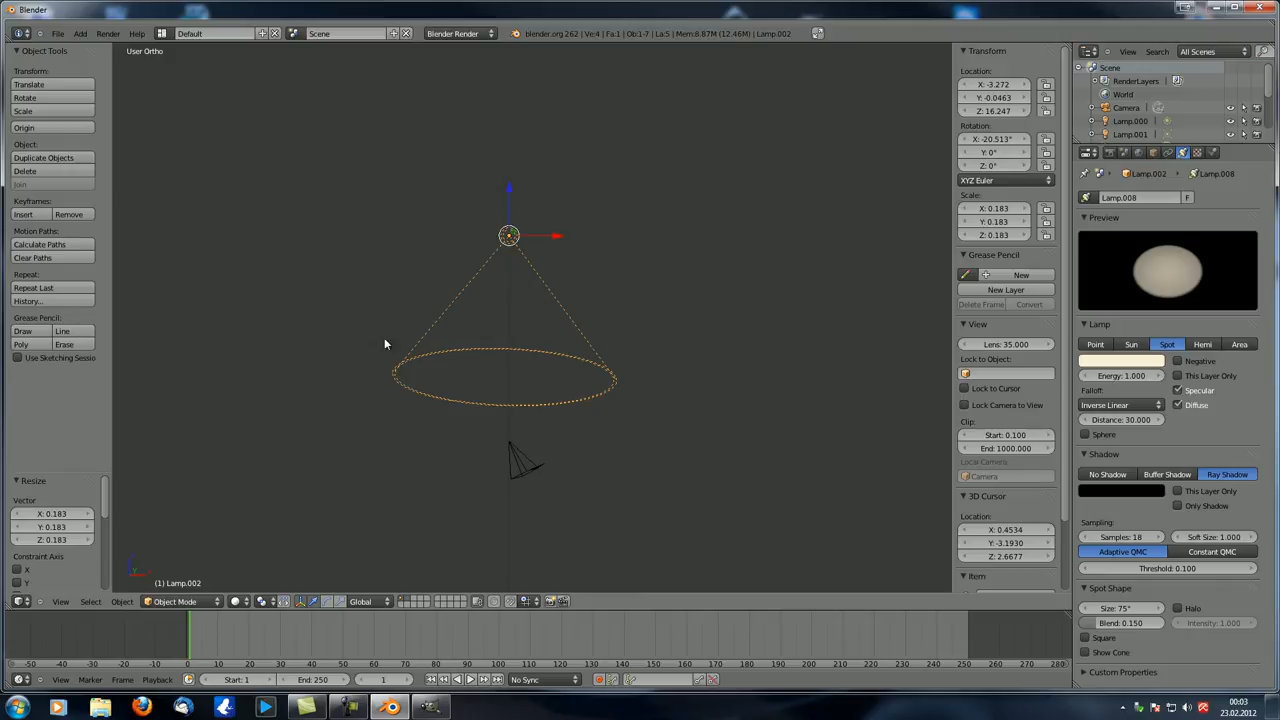 Blender
File Add Render Help Default Scene Blender Render blender.org 262 | Ve:4 | Fa:1 | Ob:1-7 | La:5 | Mem:8.87M (12.46M) | Lamp.002
Object Tools
Transform:
Translate
Rotate
Scale
Origin
Object:
Duplicate Objects
Delete
Join
Keyframes:
Insert Remove
Motion Paths:
Calculate Paths
Clear Paths
Repeat:
Repeat Last
History...
Grease Pencil:
Draw Line
Poly Erase
Use Sketching Sessio
Resize
Vector
X: 0.183
Y: 0.183
Z: 0.183
Constraint Axis
X
Y
User Ortho
(1) Lamp.002
Transform
Location:
X: -3.272
Y: -0.0463
Z: 16.247
Rotation:
X: -20.513°
Y: 0°
Z: 0°
XYZ Euler
Scale:
X: 0.183
Y: 0.183
Z: 0.183
Grease Pencil
New
New Layer
Delete Frame Convert
View
Lens: 35.000
Lock to Object:
Lock to Cursor
Lock Camera to View
Clip:
Start: 0.100
End: 1000.000
Local Camera
Camera
3D Cursor
Location:
X: 0.4534
Y: -3.1930
Z: 2.6677
Item
View Search All Scenes
Scene
RenderLayers
World
Camera
Lamp.000
Lamp.001
Lamp.002 Lamp.008
Lamp.008 F
Preview
Lamp
Point Sun Spot Hemi Area
Negative
Energy: 1.000 This Layer Only
Falloff: Specular
Inverse Linear Diffuse
Distance: 30.000
Sphere
Shadow
No Shadow Buffer Shadow Ray Shadow
This Layer Only
Only Shadow
Sampling:
Samples: 18 Soft Size: 1.000
Adaptive QMC Constant QMC
Threshold: 0.100
Spot Shape
Size: 75° Halo
Blend: 0.150 Intensity: 1.000
Square
Show Cone
Custom Properties
View Select Object Object Mode Global
-50 -40 -30 -20 -10 0 10 20 30 40 50 60 70 80 90 100 110 120 130 140 150 160 170 180 190 200 210 220 230 240 250 260 270 280
View Marker Frame Playback Start: 1 End: 250 1 No Sync
00:03
23.02.2012